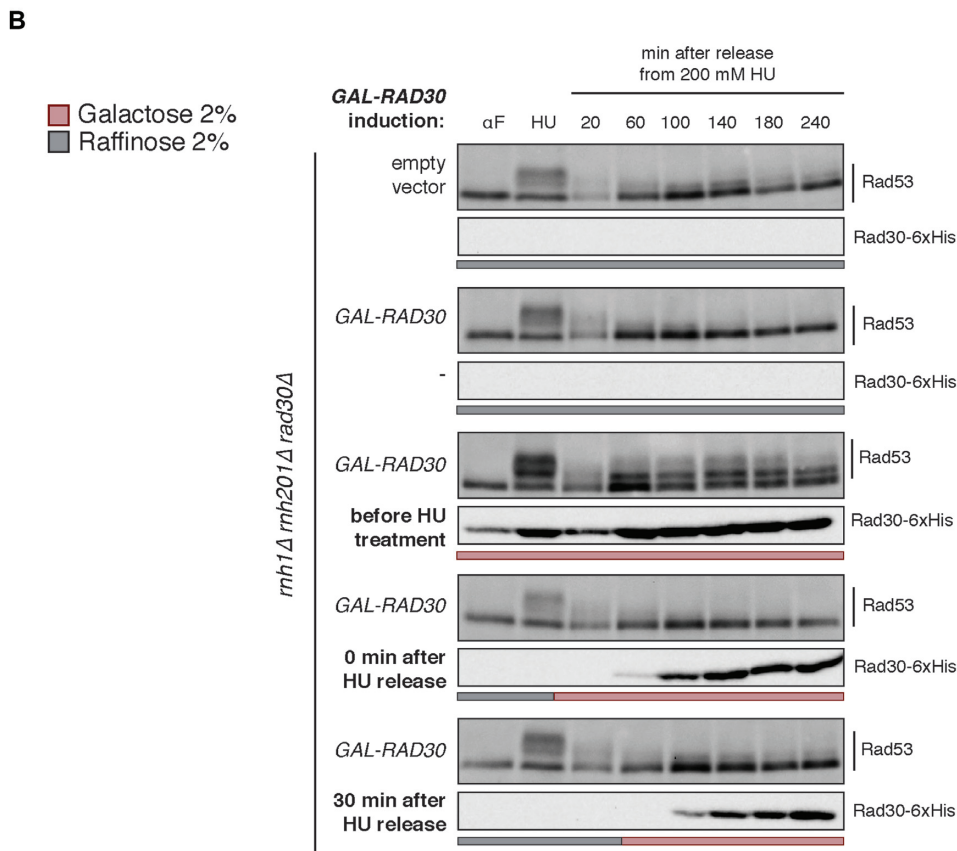 B
min after release
from 200 mM HU
Galactose 2%
Raffinose 2%
GAL-RAD30
induction:
αF HU 20 60 100 140 180 240
empty
vector
Rad53
Rad30-6xHis
GAL-RAD30
Rad53
-
Rad30-6xHis
rnh1Δ rnh201Δ rad30Δ
GAL-RAD30
Rad53
before HU
treatment
Rad30-6xHis
GAL-RAD30
Rad53
0 min after
HU release
Rad30-6xHis
GAL-RAD30
Rad53
30 min after
HU release
Rad30-6xHis